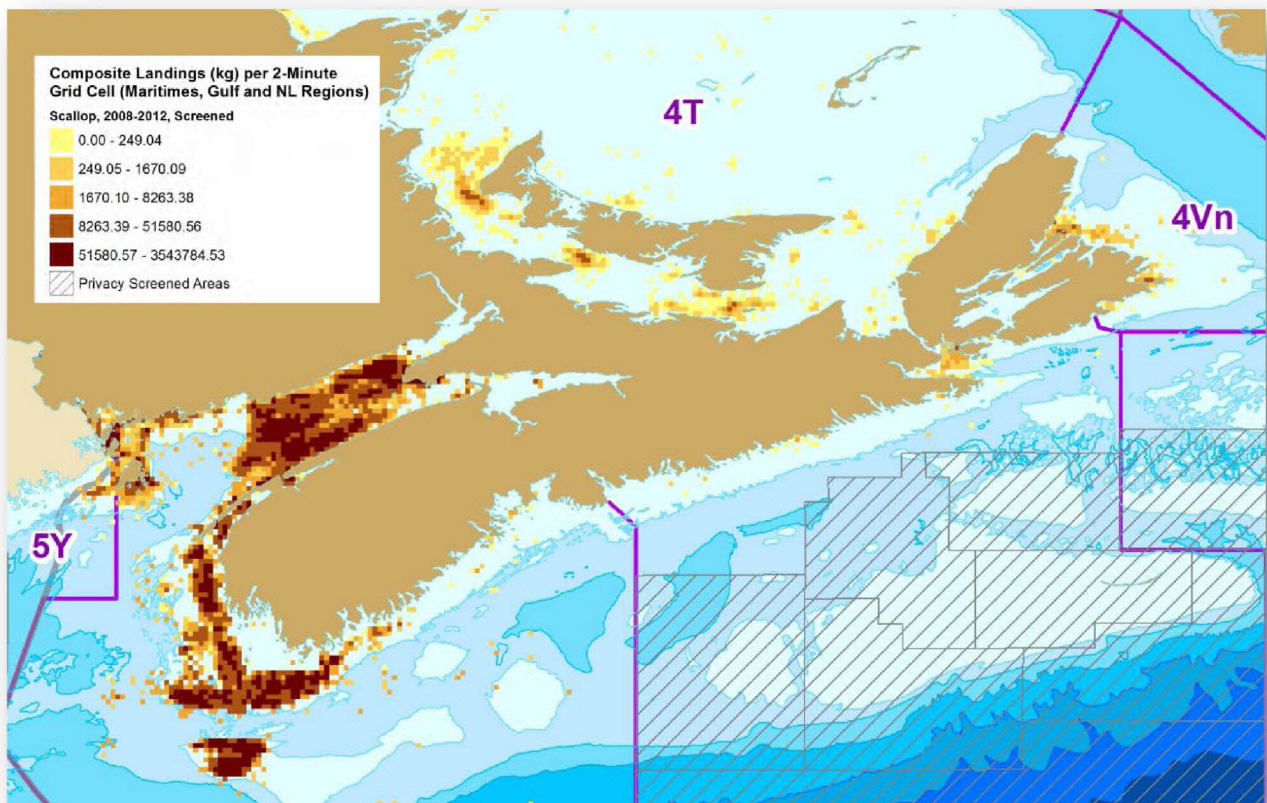 Composite Landings (kg) per 2-Minute
Grid Cell (Maritimes, Gulf and NL Regions)
Scallop, 2008-2012, Screened
0.00 - 249.04
249.05 - 1670.09
1670.10 - 8263.38
8263.39 - 51580.56
51580.57 - 3543784.53
Privacy Screened Areas
4T
4Vn
5Y